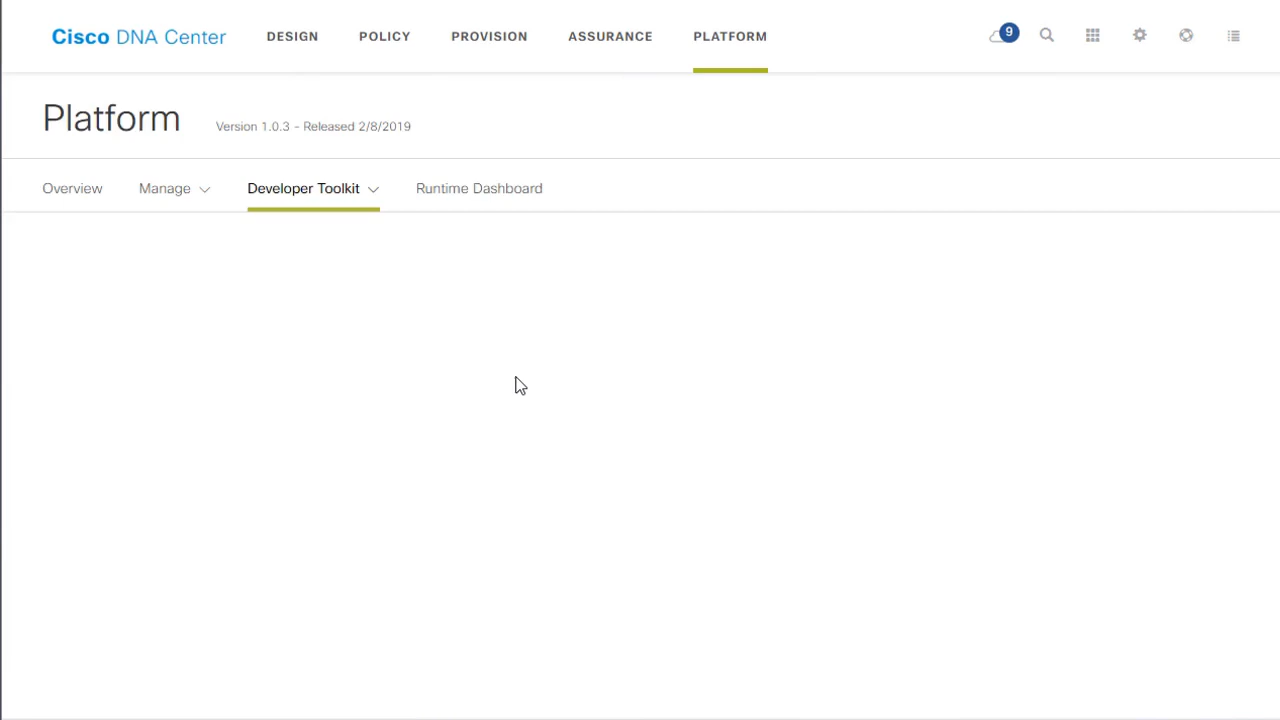 Cisco DNA Center DESIGN POLICY PROVISION ASSURANCE PLATFORM 9
Platform Version 1.0.3 - Released 2/8/2019
Overview Manage Developer Toolkit Runtime Dashboard